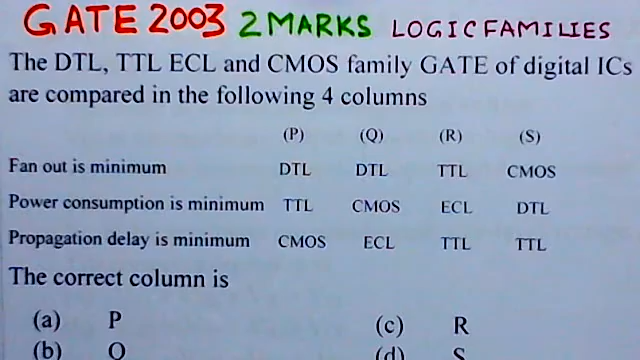 GATE 2003 2 MARKS LOGIC FAMILIES
The DTL, TTL ECL and CMOS family GATE of digital ICs
are compared in the following 4 columns
(P) (Q) (R) (S)
Fan out is minimum DTL DTL TTL CMOS
Power consumption is minimum TTL CMOS ECL DTL
Propagation delay is minimum CMOS ECL TTL TTL
The correct column is
(a) P (c) R
(b) Q (d) S